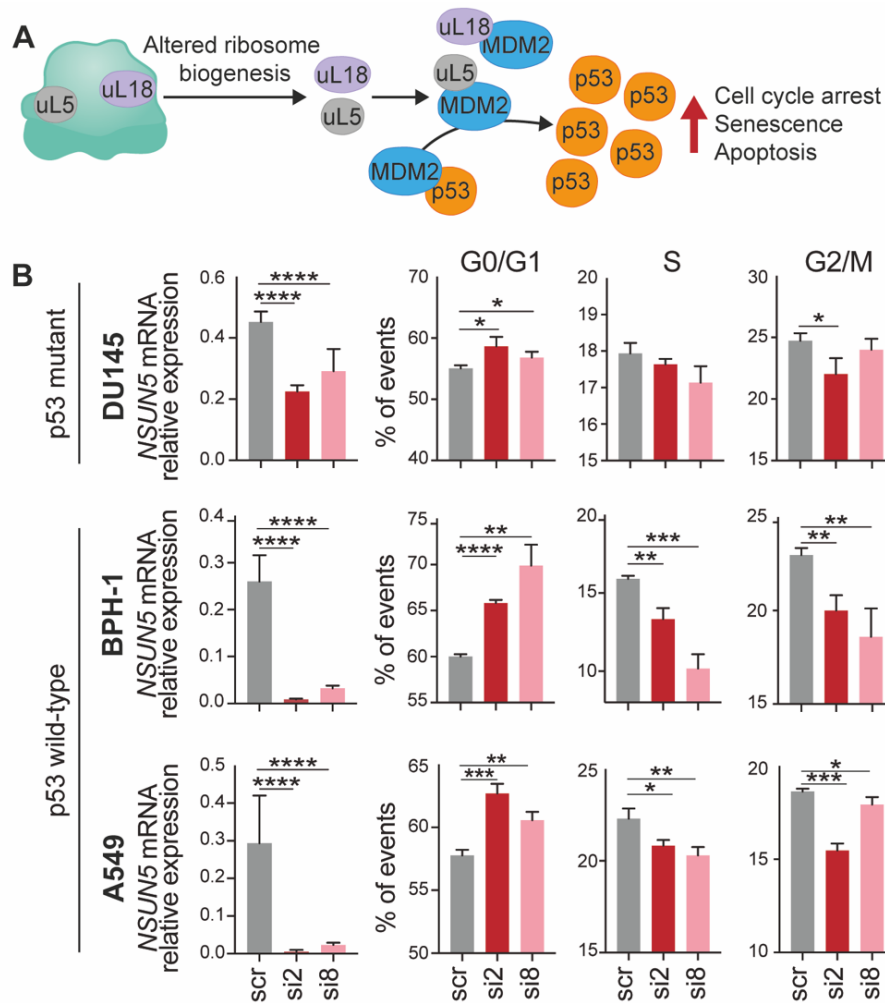 A
Altered ribosome
biogenesis
uL5
uL18
uL18
uL5
uL18
MDM2
uL5
MDM2
MDM2
p53
p53
p53
p53
p53
p53
Cell cycle arrest
Senescence
Apoptosis
B
G0/G1
S
G2/M
p53 mutant
DU145
NSUN5 mRNA
relative expression
0.6
0.4
0.2
0.0
****
****
% of events
70
60
50
40
*
*
20
19
18
17
16
15
30
25
20
15
*
p53 wild-type
BPH-1
NSUN5 mRNA
relative expression
0.4
0.3
0.2
0.3
0.0
****
****
% of events
75
70
65
60
55
**
****
20
15
10
***
**
25
20
15
**
**
A549
NSUN5 mRNA
relative expression
0.5
0.4
0.3
0.2
0.1
0.0
****
****
% of events
65
60
55
50
**
***
25
20
15
**
*
20
15
10
*
***
scr
si2
si8
scr
si2
si8
scr
si2
si8
scr
si2
si8